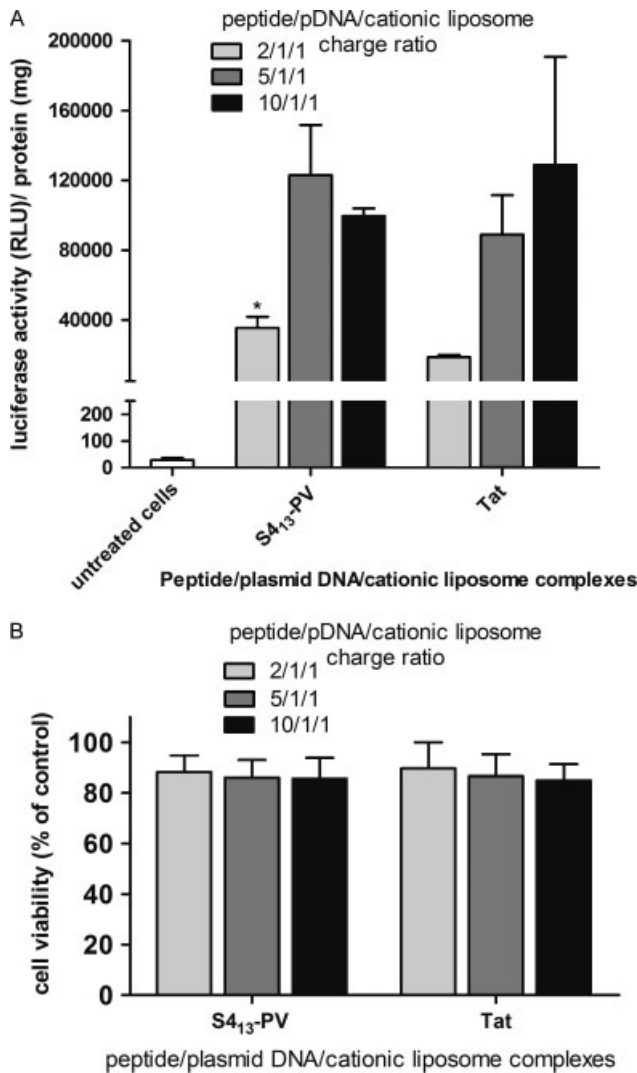 A
peptide/pDNA/cationic liposome
charge ratio
2/1/1
5/1/1
10/1/1
luciferase activity (RLU)/ protein (mg)
200000
160000
120000
80000
40000
200
100
0
*
untreated cells
S4₁₃-PV
Tat
Peptide/plasmid DNA/cationic liposome complexes
B
peptide/pDNA/cationic liposome
charge ratio
2/1/1
5/1/1
10/1/1
cell viability (% of control)
100
80
60
40
20
0
S4₁₃-PV
Tat
peptide/plasmid DNA/cationic liposome complexes